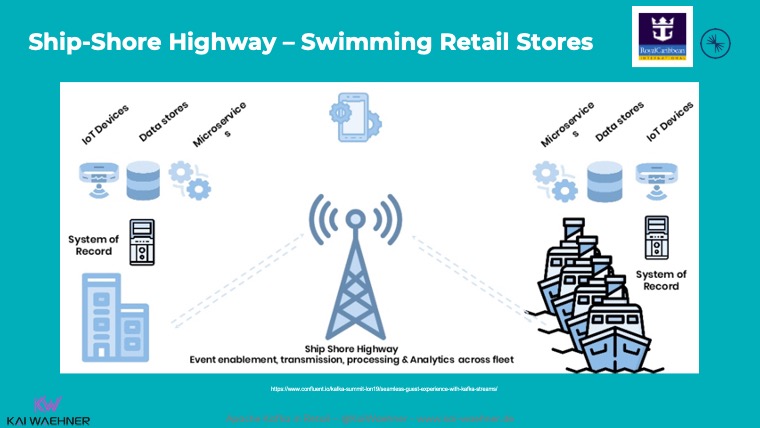 Ship-Shore Highway – Swimming Retail Stores
RoyalCaribbean
INTERNATIONAL
IoT Devices
Data stores
Microservice
s
Microservice
s
Data stores
IoT Devices
System of
Record
System of
Record
Ship Shore Highway
Event enablement, transmission, processing & Analytics across fleet
https://www.confluent.io/kafka-summit-lon19/seamless-guest-experience-with-kafka-streams/
KW
KAI WAEHNER